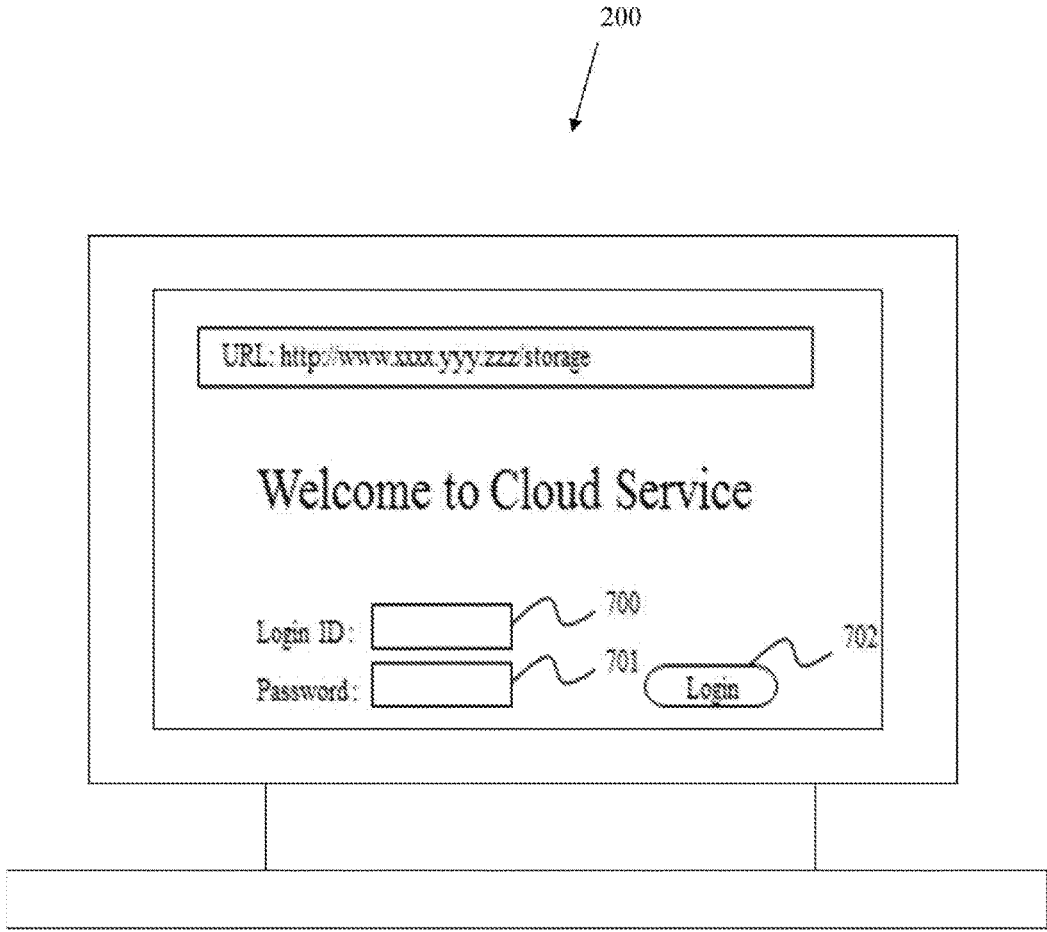 200
URL: http://www.xxxx.yyy.zzz/storage
Welcome to Cloud Service
Login ID: 700
Password: 701
Login 702